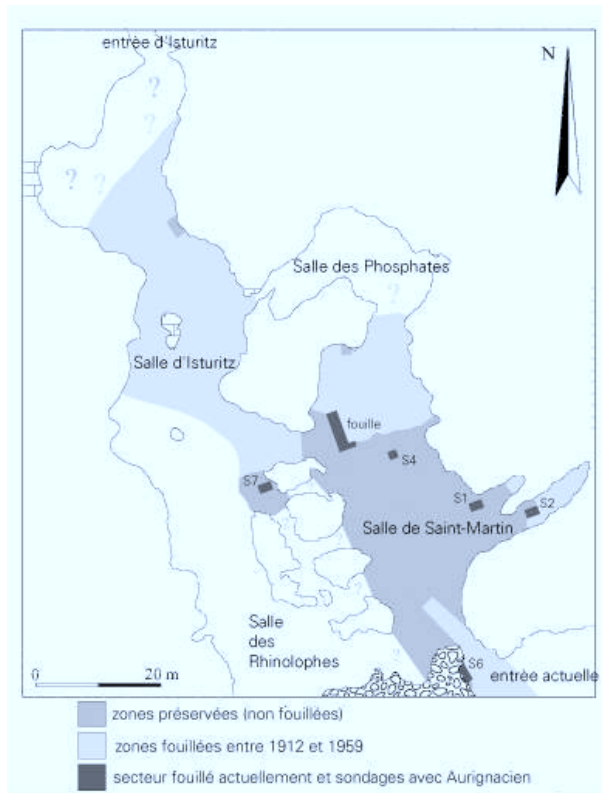 entrée d'Isturitz
N
?
?
?
?
Salle des Phosphates
?
Salle d'Isturitz
fouille
S4
S7
S1
S2
Salle de Saint-Martin
?
Salle
des
Rhinolophes
?
S6
0 20 m
entrée actuelle
zones préservées (non fouillées)
zones fouillées entre 1912 et 1959
secteur fouillé actuellement et sondages avec Aurignacien